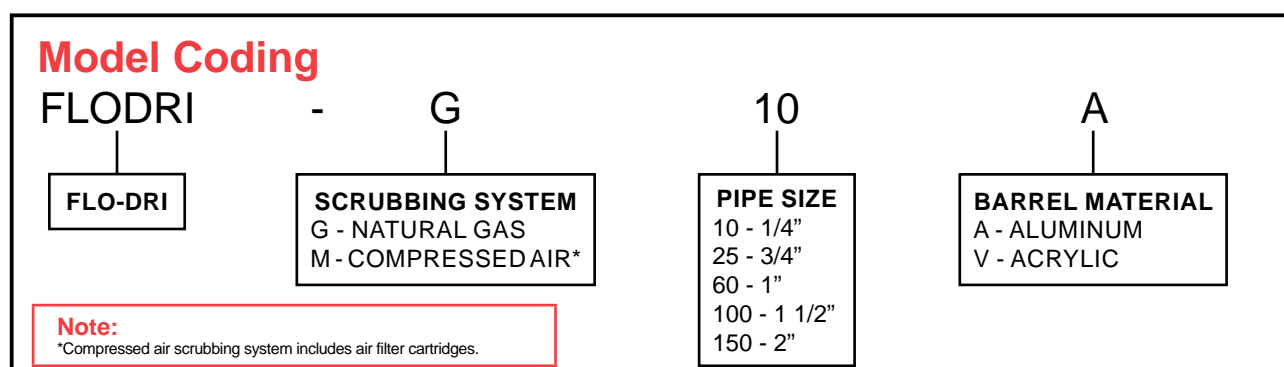 Model Coding
FLODRI - G 10 A
FLO-DRI
SCRUBBING SYSTEM
G - NATURAL GAS
M - COMPRESSED AIR*
PIPE SIZE
10 - 1/4”
25 - 3/4”
60 - 1”
100 - 1 1/2”
150 - 2”
BARREL MATERIAL
A - ALUMINUM
V - ACRYLIC
Note:
*Compressed air scrubbing system includes air filter cartridges.